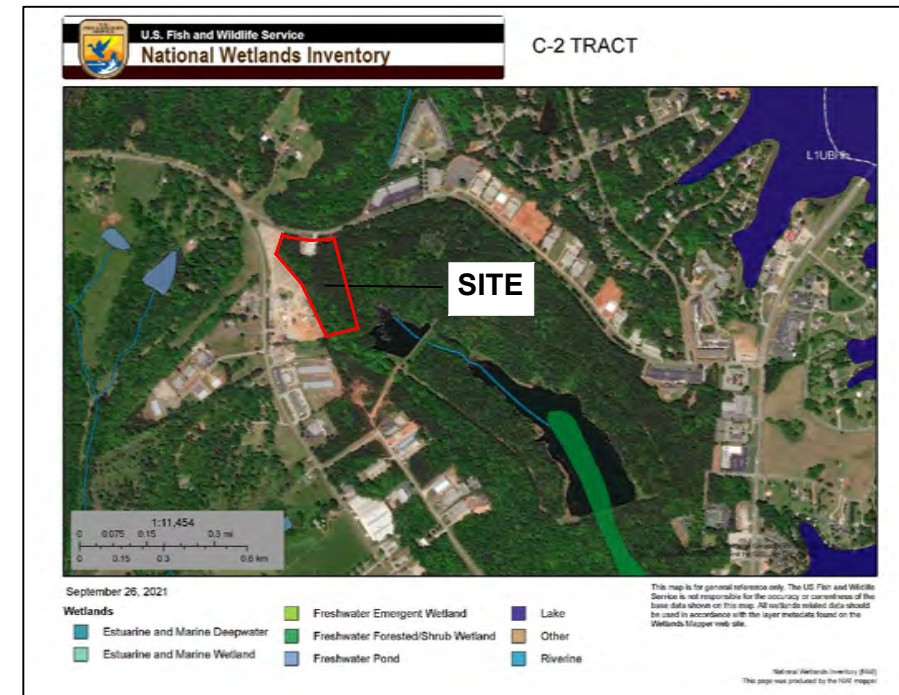 U.S. FISH & WILDLIFE SERVICE
U.S. Fish and Wildlife Service
National Wetlands Inventory
C-2 TRACT
SITE
1:11,454
0 0.075 0.15 0.3 mi
0 0.15 0.3 0.6 km
September 26, 2021
Wetlands
Estuarine and Marine Deepwater
Estuarine and Marine Wetland
Freshwater Emergent Wetland
Freshwater Forested/Shrub Wetland
Freshwater Pond
Lake
Other
Riverine
This map is for general reference only. The US Fish and Wildlife
Service is not responsible for the accuracy or currentness of the
base data shown on this map. All wetlands related data should
be used in accordance with the layer metadata found on the
Wetlands Mapper web site.
National Wetlands Inventory (NWI)
This page was produced by the NWI mapper